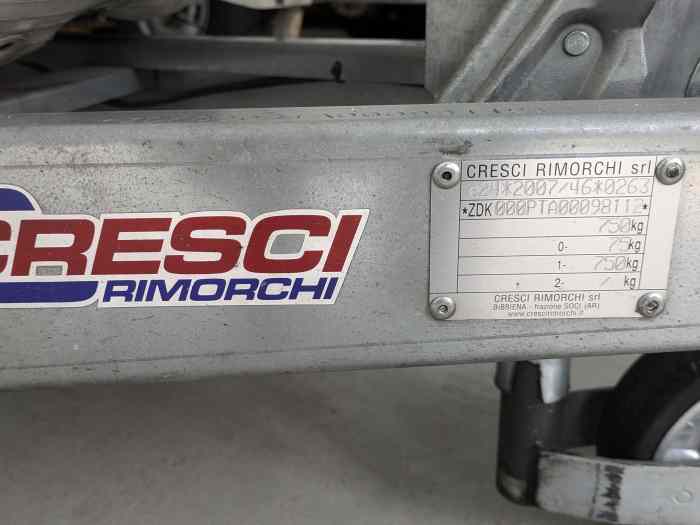 CRESCI
RIMORCHI
CRESCI RIMORCHI srl
e24*2007/46*0263
*ZDK000PTA00098112*
750kg
0- 75kg
1- 750kg
2- / kg
CRESCI RIMORCHI srl
BIBBIENA - frazione SOCI (AR)
www.crescirimorchi.it